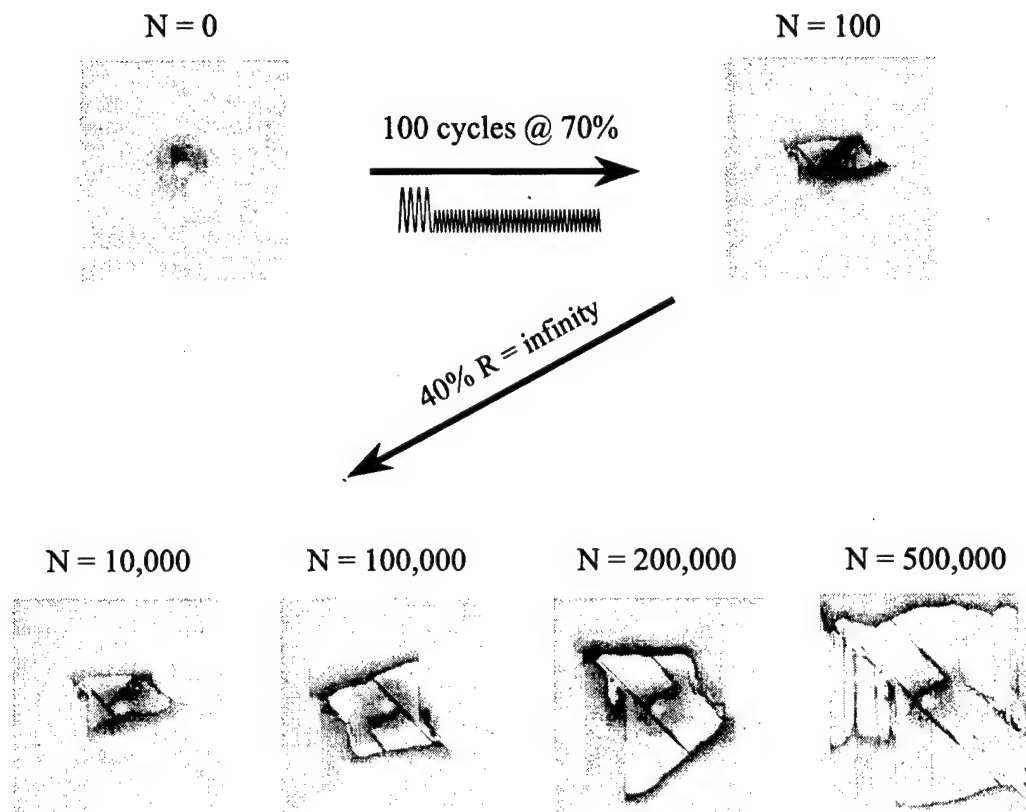 N = 0
N = 100
100 cycles @ 70%
40% R = infinity
N = 10,000
N = 100,000
N = 200,000
N = 500,000